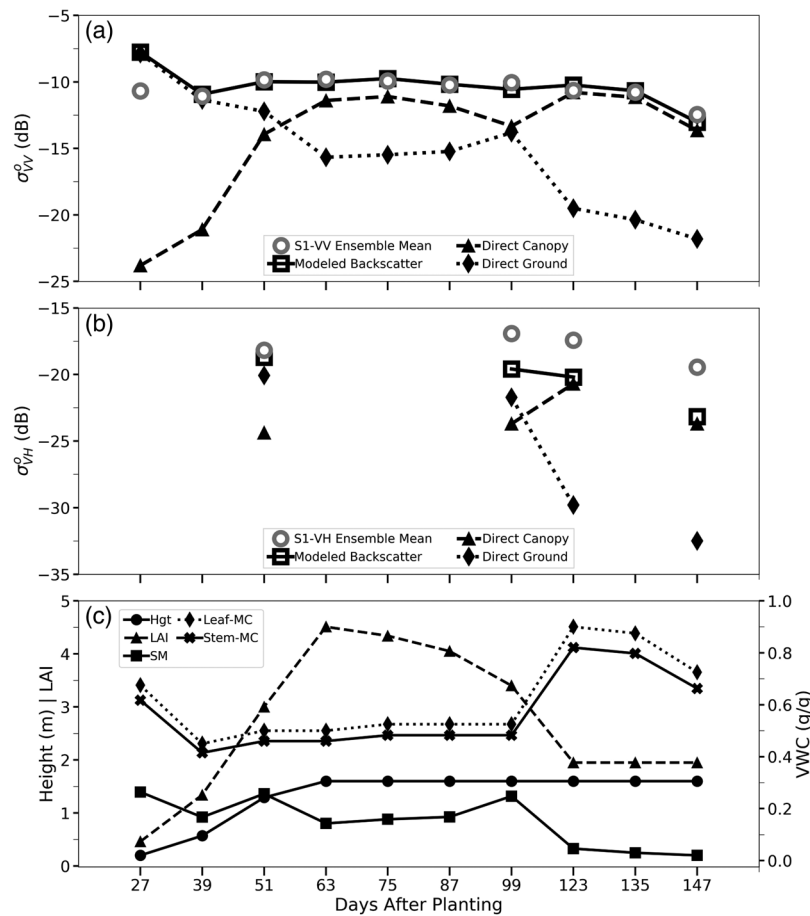 (a)
−5
−10
−15
−20
−25
σ°VV (dB)
S1-VV Ensemble Mean
Modeled Backscatter
Direct Canopy
Direct Ground
(b)
−15
−20
−25
−30
−35
σ°VH (dB)
S1-VH Ensemble Mean
Modeled Backscatter
Direct Canopy
Direct Ground
(c)
5
4
3
2
1
0
Height (m) | LAI
Hgt
LAI
SM
Leaf-MC
Stem-MC
1.0
0.8
0.6
0.4
0.2
0.0
VWC (g/g)
27 39 51 63 75 87 99 123 135 147
Days After Planting